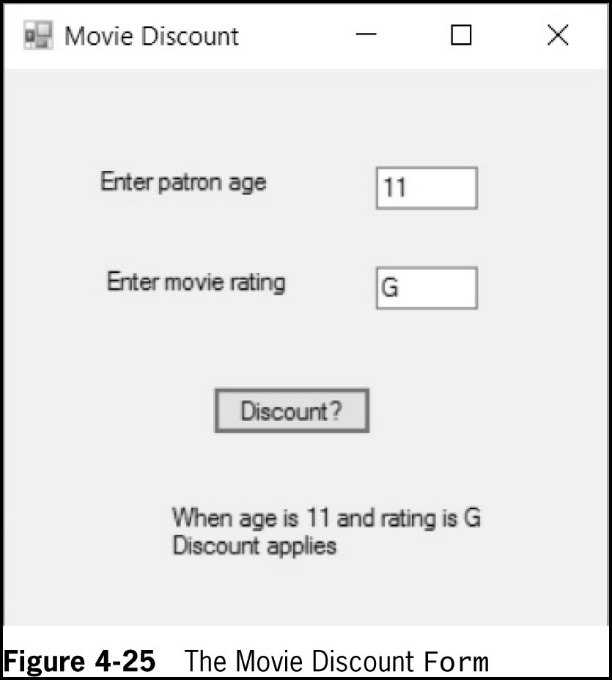 Movie Discount
Enter patron age 11
Enter movie rating G
Discount?
When age is 11 and rating is G
Discount applies
Figure 4-25 The Movie Discount Form